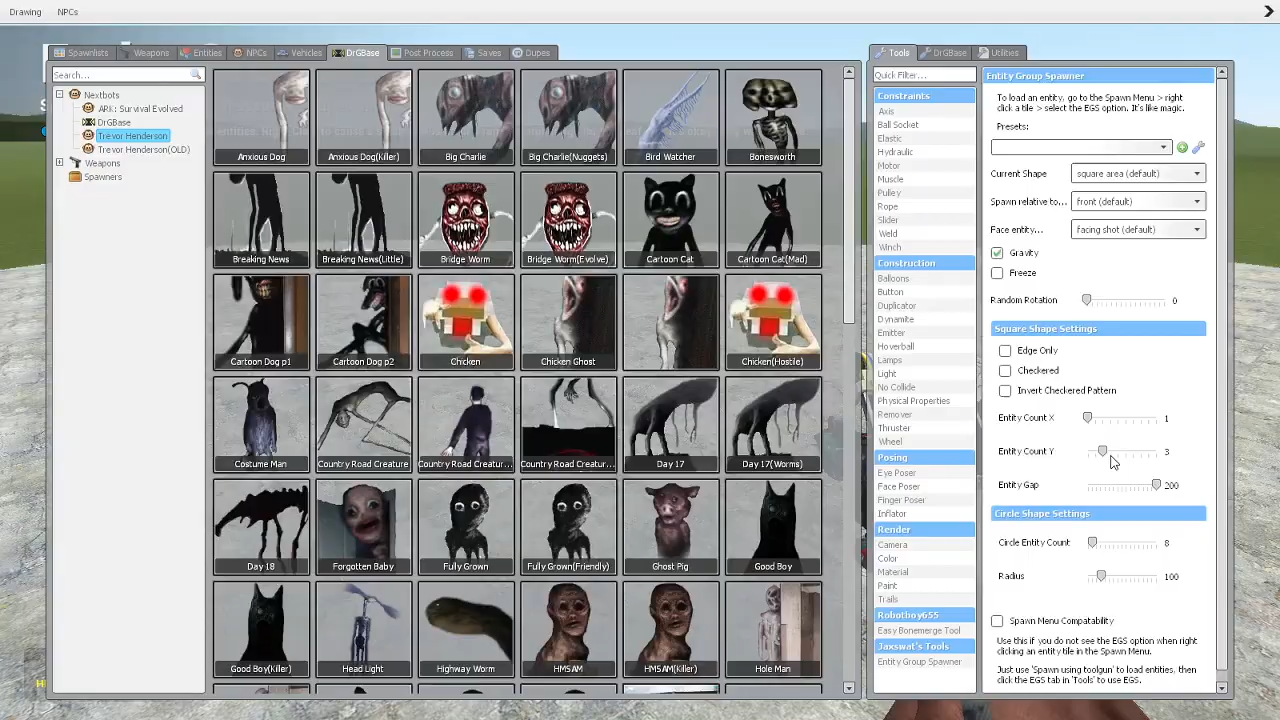 Drawing NPCs
Spawnlists Weapons Entities NPCs Vehicles DrGBase Post Process Saves Dupes
Search...
Nextbots
ARK: Survival Evolved
DrGBase
Trevor Henderson
Trevor Henderson(OLD)
Weapons
Spawners
Anxious Dog Anxious Dog(Killer) Big Charlie Big Charlie(Nuggets) Bird Watcher Bonesworth
Breaking News Breaking News(Little) Bridge Worm Bridge Worm(Evolve) Cartoon Cat Cartoon Cat(Mad)
Cartoon Dog p1 Cartoon Dog p2 Chicken Chicken Ghost Chicken(Hostile)
Costume Man Country Road Creature Country Road Creatur... Country Road Creatur... Day 17 Day 17(Worms)
Day 18 Forgotten Baby Fully Grown Fully Grown(Friendly) Ghost Pig Good Boy
Good Boy(Killer) Head Light Highway Worm HMSAM HMSAM(Killer) Hole Man
Tools DrGBase Utilities
Quick Filter...
Constraints
Axis
Ball Socket
Elastic
Hydraulic
Motor
Muscle
Pulley
Rope
Slider
Weld
Winch
Construction
Balloons
Button
Duplicator
Dynamite
Emitter
Hoverball
Lamps
Light
No Collide
Physical Properties
Remover
Thruster
Wheel
Posing
Eye Poser
Face Poser
Finger Poser
Inflator
Render
Camera
Color
Material
Paint
Trails
Robotboy655
Easy Bonemerge Tool
Jaxswat's Tools
Entity Group Spawner
Entity Group Spawner
To load an entity, go to the Spawn Menu > right
click a tile > select the EGS option. It's like magic.
Presets:
Current Shape square area (default)
Spawn relative to... front (default)
Face entity... facing shot (default)
Gravity
Freeze
Random Rotation 0
Square Shape Settings
Edge Only
Checkered
Invert Checkered Pattern
Entity Count X 1
Entity Count Y 3
Entity Gap 200
Circle Shape Settings
Circle Entity Count 8
Radius 100
Spawn Menu Compatability
Use this if you do not see the EGS option when right
clicking an entity tile in the Spawn Menu.
Just use 'Spawn using toolgun' to load entities, then
click the EGS tab in 'Tools' to use EGS.